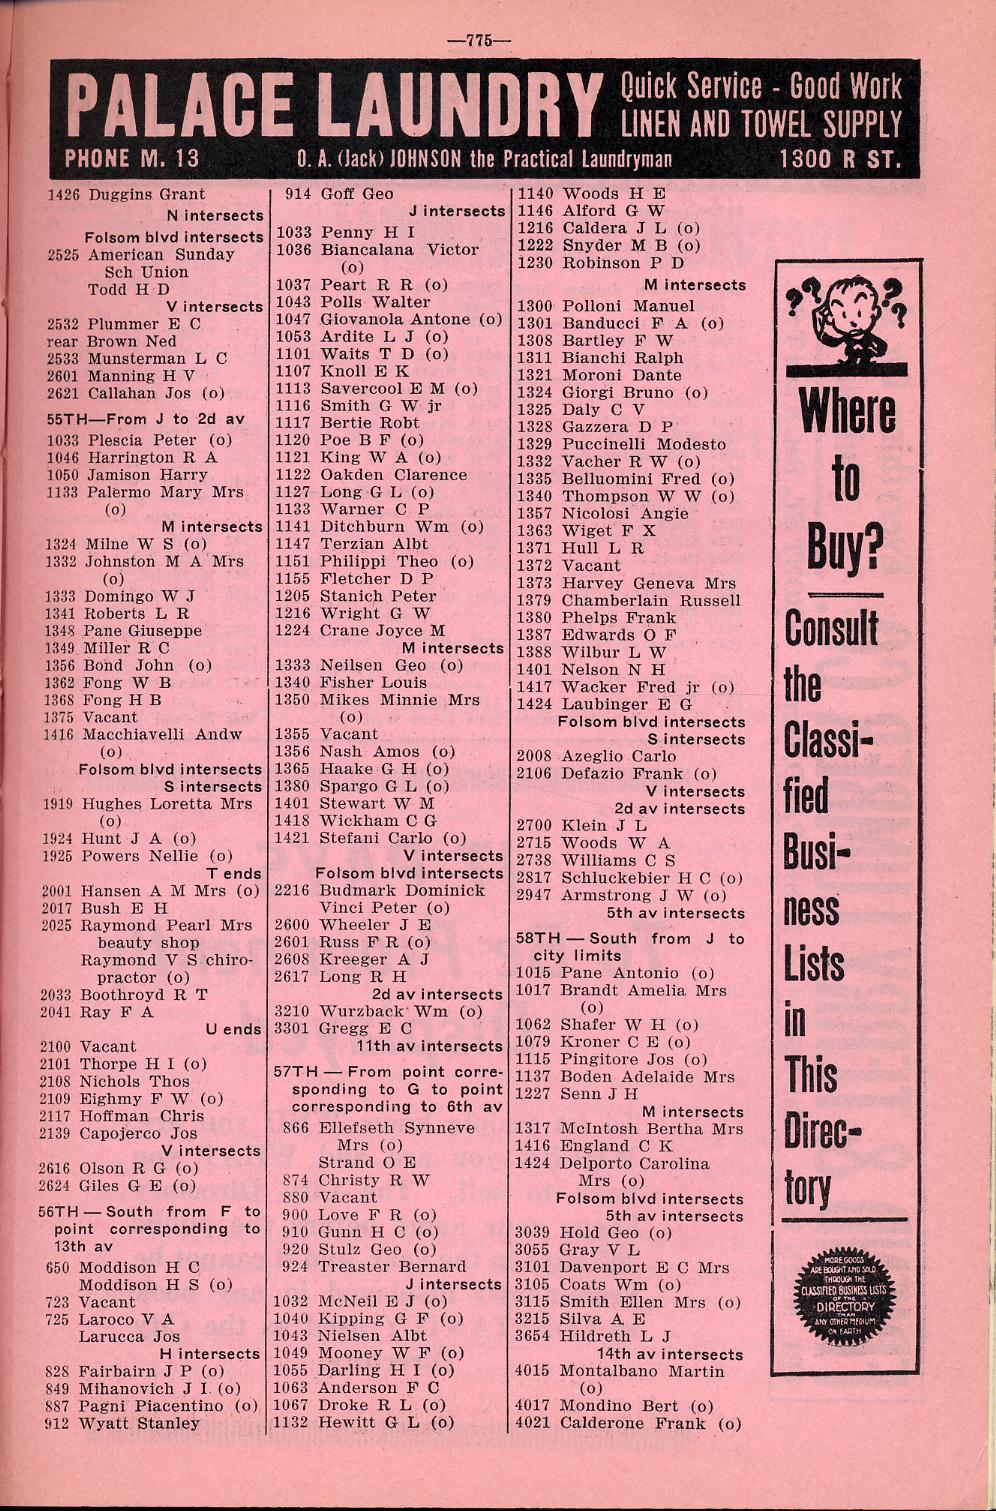 —775—
PALACE LAUNDRY
Quick Service - Good Work
LINEN AND TOWEL SUPPLY
PHONE M. 13 O. A. (Jack) JOHNSON the Practical Laundryman 1300 R ST.
1426 Duggins Grant
N intersects
Folsom blvd intersects
2525 American Sunday
Sch Union
Todd H D
V intersects
2532 Plummer E C
rear Brown Ned
2533 Munsterman L C
2601 Manning H V
2621 Callahan Jos (o)
55TH—From J to 2d av
1033 Plescia Peter (o)
1046 Harrington R A
1050 Jamison Harry
1133 Palermo Mary Mrs
(o)
M intersects
1324 Milne W S (o)
1332 Johnston M A Mrs
(o)
1333 Domingo W J
1341 Roberts L R
1348 Pane Giuseppe
1349 Miller R C
1356 Bond John (o)
1362 Fong W B
1368 Fong H B
1375 Vacant
1416 Macchiavelli Andw
(o)
Folsom blvd intersects
S intersects
1919 Hughes Loretta Mrs
(o)
1924 Hunt J A (o)
1925 Powers Nellie (o)
T ends
2001 Hansen A M Mrs (o)
2017 Bush E H
2025 Raymond Pearl Mrs
beauty shop
Raymond V S chiro-
practor (o)
2033 Boothroyd R T
2041 Ray F A
U ends
2100 Vacant
2101 Thorpe H I (o)
2108 Nichols Thos
2109 Eighmy F W (o)
2117 Hoffman Chris
2139 Capojerco Jos
V intersects
2616 Olson R G (o)
2624 Giles G E (o)
56TH — South from F to
point corresponding to
13th av
650 Moddison H C
Moddison H S (o)
723 Vacant
725 Laroco V A
Larucca Jos
H intersects
828 Fairbairn J P (o)
849 Mihanovich J I (o)
887 Pagni Piacentino (o)
912 Wyatt Stanley
914 Goff Geo
J intersects
1033 Penny H I
1036 Biancalana Victor
(o)
1037 Peart R R (o)
1043 Polls Walter
1047 Giovanola Antone (o)
1053 Ardite L J (o)
1101 Waits T D (o)
1107 Knoll E K
1113 Savercool E M (o)
1116 Smith G W jr
1117 Bertie Robt
1120 Poe B F (o)
1121 King W A (o)
1122 Oakden Clarence
1127 Long G L (o)
1133 Warner C P
1141 Ditchburn Wm (o)
1147 Terzian Albt
1151 Philippi Theo (o)
1155 Fletcher D P
1205 Stanich Peter
1216 Wright G W
1224 Crane Joyce M
M intersects
1333 Neilsen Geo (o)
1340 Fisher Louis
1350 Mikes Minnie Mrs
(o)
1355 Vacant
1356 Nash Amos (o)
1365 Haake G H (o)
1380 Spargo G L (o)
1401 Stewart W M
1418 Wickham C G
1421 Stefani Carlo (o)
V intersects
Folsom blvd intersects
2216 Budmark Dominick
Vinci Peter (o)
2600 Wheeler J E
2601 Russ F R (o)
2608 Kreeger A J
2617 Long R H
2d av intersects
3210 Wurzback Wm (o)
3301 Gregg E C
11th av intersects
57TH — From point corre-
sponding to G to point
corresponding to 6th av
866 Ellefseth Synneve
Mrs (o)
Strand O E
874 Christy R W
880 Vacant
900 Love F R (o)
910 Gunn H C (o)
920 Stulz Geo (o)
924 Treaster Bernard
J intersects
1032 McNeil E J (o)
1040 Kipping G F (o)
1043 Nielsen Albt
1049 Mooney W F (o)
1055 Darling H I (o)
1063 Anderson F C
1067 Droke R L (o)
1132 Hewitt G L (o)
1140 Woods H E
1146 Alford G W
1216 Caldera J L (o)
1222 Snyder M B (o)
1230 Robinson P D
M intersects
1300 Polloni Manuel
1301 Banducci F A (o)
1308 Bartley F W
1311 Bianchi Ralph
1321 Moroni Dante
1324 Giorgi Bruno (o)
1325 Daly C V
1328 Gazzera D P
1329 Puccinelli Modesto
1332 Vacher R W (o)
1335 Belluomini Fred (o)
1340 Thompson W W (o)
1357 Nicolosi Angie
1363 Wiget F X
1371 Hull L R
1372 Vacant
1373 Harvey Geneva Mrs
1379 Chamberlain Russell
1380 Phelps Frank
1387 Edwards O F
1388 Wilbur L W
1401 Nelson N H
1417 Wacker Fred jr (o)
1424 Laubinger E G
Folsom blvd intersects
S intersects
2008 Azeglio Carlo
2106 Defazio Frank (o)
V intersects
2d av intersects
2700 Klein J L
2715 Woods W A
2738 Williams C S
2817 Schluckebier H C (o)
2947 Armstrong J W (o)
5th av intersects
58TH — South from J to
city limits
1015 Pane Antonio (o)
1017 Brandt Amelia Mrs
(o)
1062 Shafer W H (o)
1079 Kroner C E (o)
1115 Pingitore Jos (o)
1137 Boden Adelaide Mrs
1227 Senn J H
M intersects
1317 McIntosh Bertha Mrs
1416 England C K
1424 Delporto Carolina
Mrs (o)
Folsom blvd intersects
5th av intersects
3039 Hold Geo (o)
3055 Gray V L
3101 Davenport E C Mrs
3105 Coats Wm (o)
3115 Smith Ellen Mrs (o)
3215 Silva A E
3654 Hildreth L J
14th av intersects
4015 Montalbano Martin
(o)
4017 Mondino Bert (o)
4021 Calderone Frank (o)
? ? ? ?
Where
to
Buy?
Consult
the
Classi-
fied
Busi-
ness
Lists
in
This
Direc-
tory
MORE GOODS
ARE BOUGHT AND SOLD
THROUGH THE
CLASSIFIED BUSINESS LISTS
OF THE
DIRECTORY
THAN
ANY OTHER MEDIUM
ON EARTH